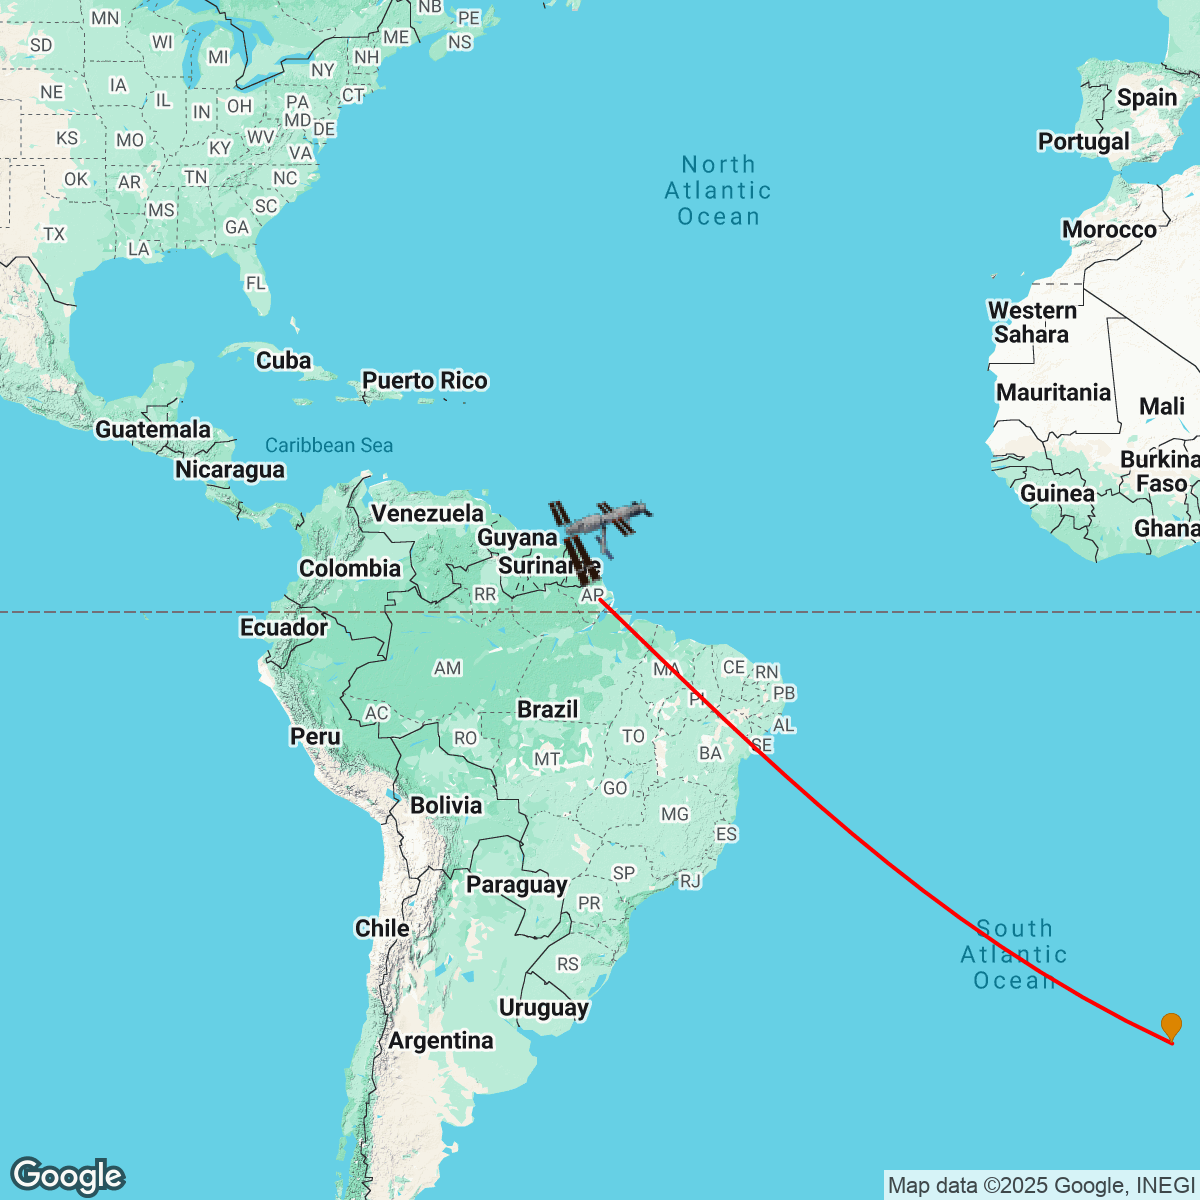 NB
MN
PE
ME
SD
WI
NS
MI
NH
NY
IA
NE
CT
IL
PA
OH
IN
MD
DE
WV
KS
MO
KY
VA
OK
AR
TN
NC
MS
SC
GA
TX
LA
FL
Spain
Portugal
North
Atlantic
Ocean
Morocco
Western
Sahara
Cuba
Puerto Rico
Mauritania
Mali
Guatemala
Caribbean Sea
Nicaragua
Burkina
Faso
Guinea
Ghana
Venezuela
Guyana
Suriname
Colombia
RR
AP
Ecuador
AM
MA
CE
RN
PI
PB
AC
Brazil
AL
Peru
RO
TO
SE
MT
BA
GO
Bolivia
MG
ES
SP
RJ
Paraguay
PR
Chile
South
Atlantic
Ocean
RS
Uruguay
Argentina
Google
Map data ©2025 Google, INEGI